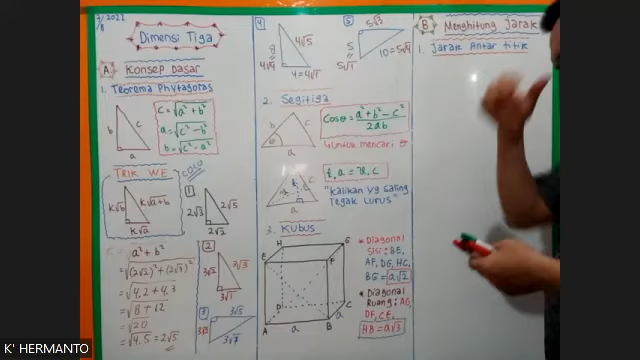 7/2022
8
Dimensi Tiga
A Konsep Dasar
1. Teorema Phytagoras
b
c
a
c = √a² + b²
a = √c² - b²
b = √c² - a²
TRIK WE
COCO
k√b
k√a+b
k√a
1
2√3
2√5
2√2
c = √a² + b²
= √(2√2)² + (2√3)²
= √4.2 + 4.3
= √8 + 12
= √20
= √4.5 = 2√5
2
3√2
3√3
3√1
3
3√5
3√2
3√7
4
8
4√4
4√5
4 = 4√1
5
5√3
5
5√1
10 = 5√4
2. Segitiga
b
c
θ
a
Cos θ = a² + b² - c²
2ab
Untuk mencari θ
a
t. a = x. c
"Kalikan yg saling
Tegak Lurus"
3. Kubus
H
G
E
F
D
C
A
a
B
a
* Diagonal
Sisi : BE,
AF, DG, HC,
BG = a√2
* Diagonal
Ruang: AG,
DF, CE,
HB = a√3
B Menghitung Jarak
1. Jarak Antar titik
K' HERMANTO